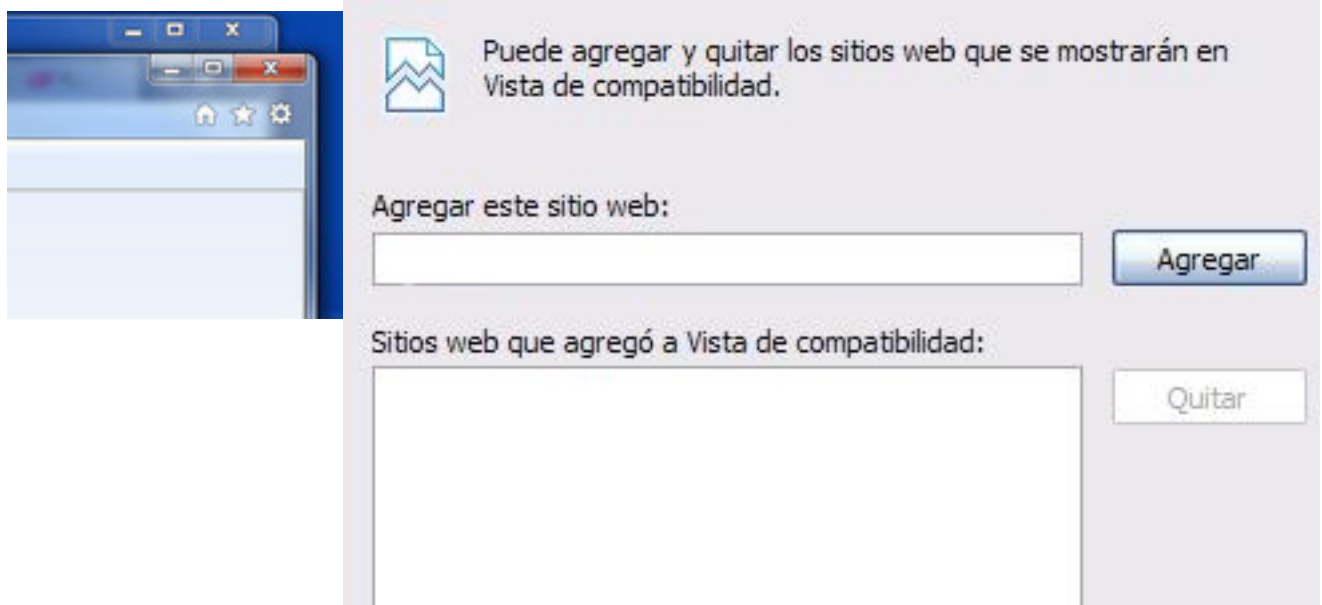 Puede agregar y quitar los sitios web que se mostrarán en
Vista de compatibilidad.
Agregar este sitio web:
Agregar
Sitios web que agregó a Vista de compatibilidad:
Quitar